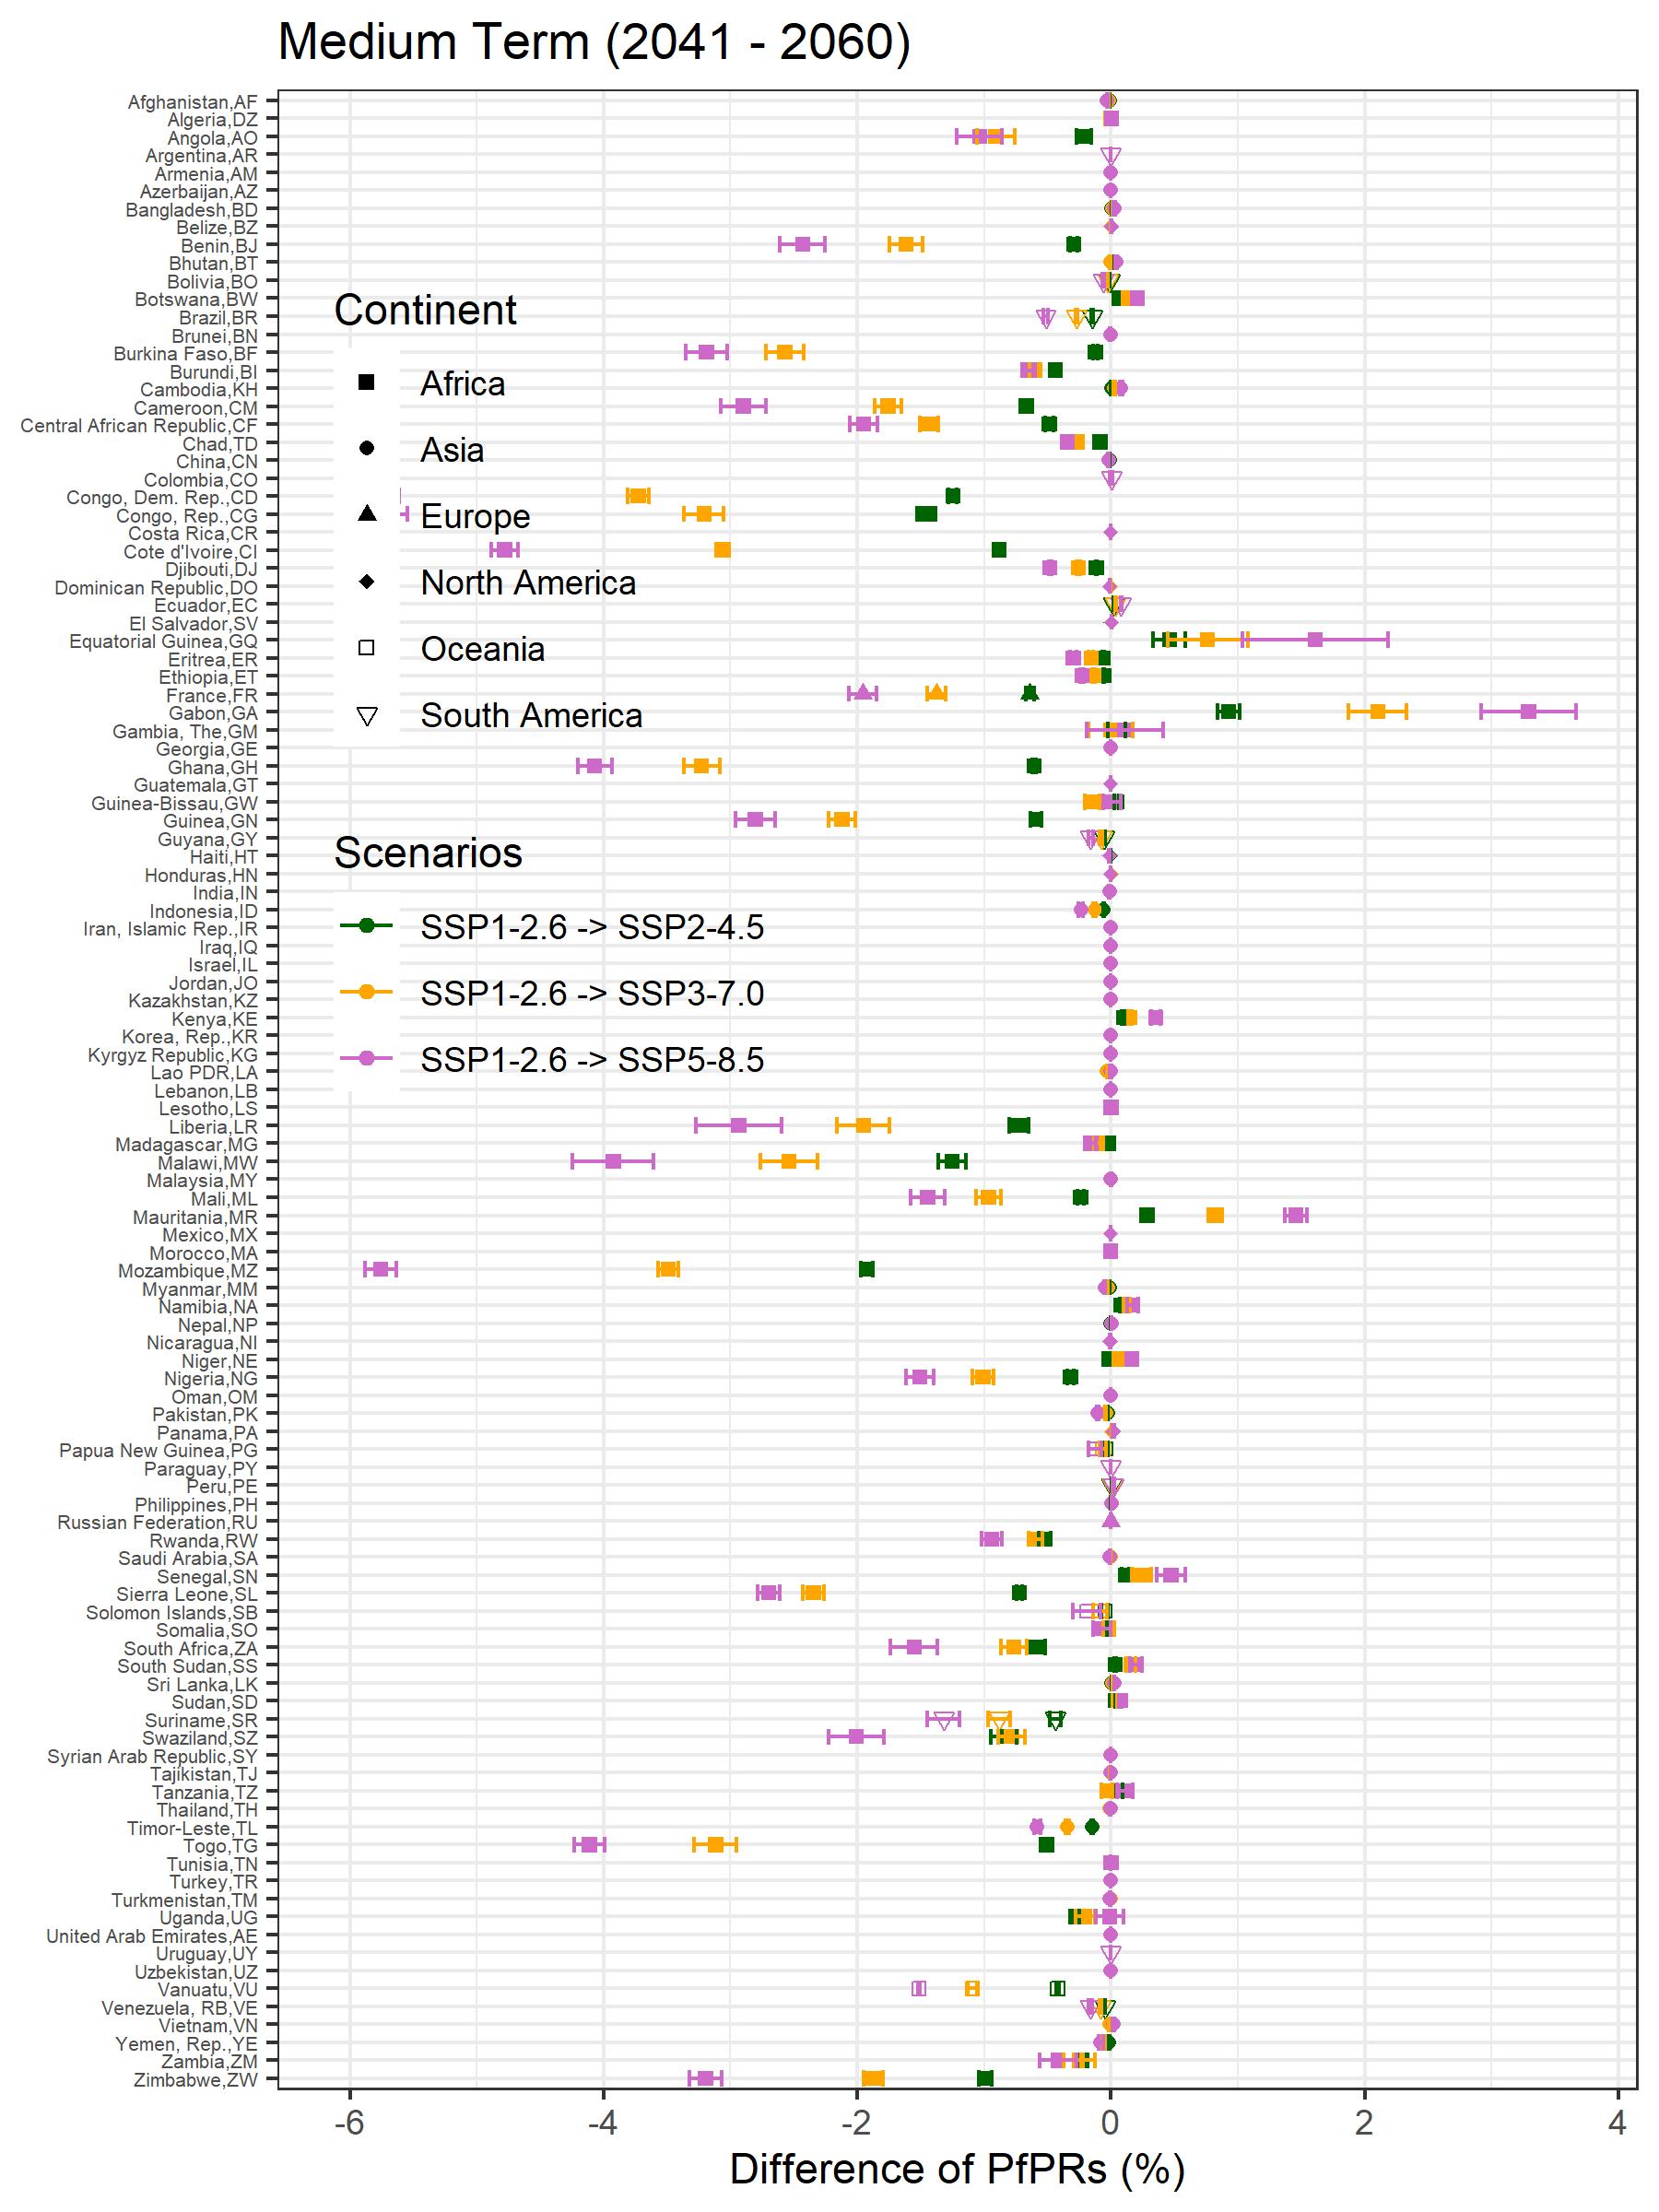 Medium Term (2041 - 2060)
Afghanistan,AF
Algeria,DZ
Angola,AO
Argentina,AR
Armenia,AM
Azerbaijan,AZ
Bangladesh,BD
Belize,BZ
Benin,BJ
Bhutan,BT
Bolivia,BO
Botswana,BW
Brazil,BR
Brunei,BN
Burkina Faso,BF
Burundi,BI
Cambodia,KH
Cameroon,CM
Central African Republic,CF
Chad,TD
China,CN
Colombia,CO
Congo, Dem. Rep.,CD
Congo, Rep.,CG
Costa Rica,CR
Cote d'Ivoire,CI
Djibouti,DJ
Dominican Republic,DO
Ecuador,EC
El Salvador,SV
Equatorial Guinea,GQ
Eritrea,ER
Ethiopia,ET
France,FR
Gabon,GA
Gambia, The,GM
Georgia,GE
Ghana,GH
Guatemala,GT
Guinea-Bissau,GW
Guinea,GN
Guyana,GY
Haiti,HT
Honduras,HN
India,IN
Indonesia,ID
Iran, Islamic Rep.,IR
Iraq,IQ
Israel,IL
Jordan,JO
Kazakhstan,KZ
Kenya,KE
Korea, Rep.,KR
Kyrgyz Republic,KG
Lao PDR,LA
Lebanon,LB
Lesotho,LS
Liberia,LR
Madagascar,MG
Malawi,MW
Malaysia,MY
Mali,ML
Mauritania,MR
Mexico,MX
Morocco,MA
Mozambique,MZ
Myanmar,MM
Namibia,NA
Nepal,NP
Nicaragua,NI
Niger,NE
Nigeria,NG
Oman,OM
Pakistan,PK
Panama,PA
Papua New Guinea,PG
Paraguay,PY
Peru,PE
Philippines,PH
Russian Federation,RU
Rwanda,RW
Saudi Arabia,SA
Senegal,SN
Sierra Leone,SL
Solomon Islands,SB
Somalia,SO
South Africa,ZA
South Sudan,SS
Sri Lanka,LK
Sudan,SD
Suriname,SR
Swaziland,SZ
Syrian Arab Republic,SY
Tajikistan,TJ
Tanzania,TZ
Thailand,TH
Timor-Leste,TL
Togo,TG
Tunisia,TN
Turkey,TR
Turkmenistan,TM
Uganda,UG
United Arab Emirates,AE
Uruguay,UY
Uzbekistan,UZ
Vanuatu,VU
Venezuela, RB,VE
Vietnam,VN
Yemen, Rep.,YE
Zambia,ZM
Zimbabwe,ZW
Continent
Africa
Asia
Europe
North America
Oceania
South America
Scenarios
SSP1-2.6 -> SSP2-4.5
SSP1-2.6 -> SSP3-7.0
SSP1-2.6 -> SSP5-8.5
-6 -4 -2 0 2 4
Difference of PfPRs (%)